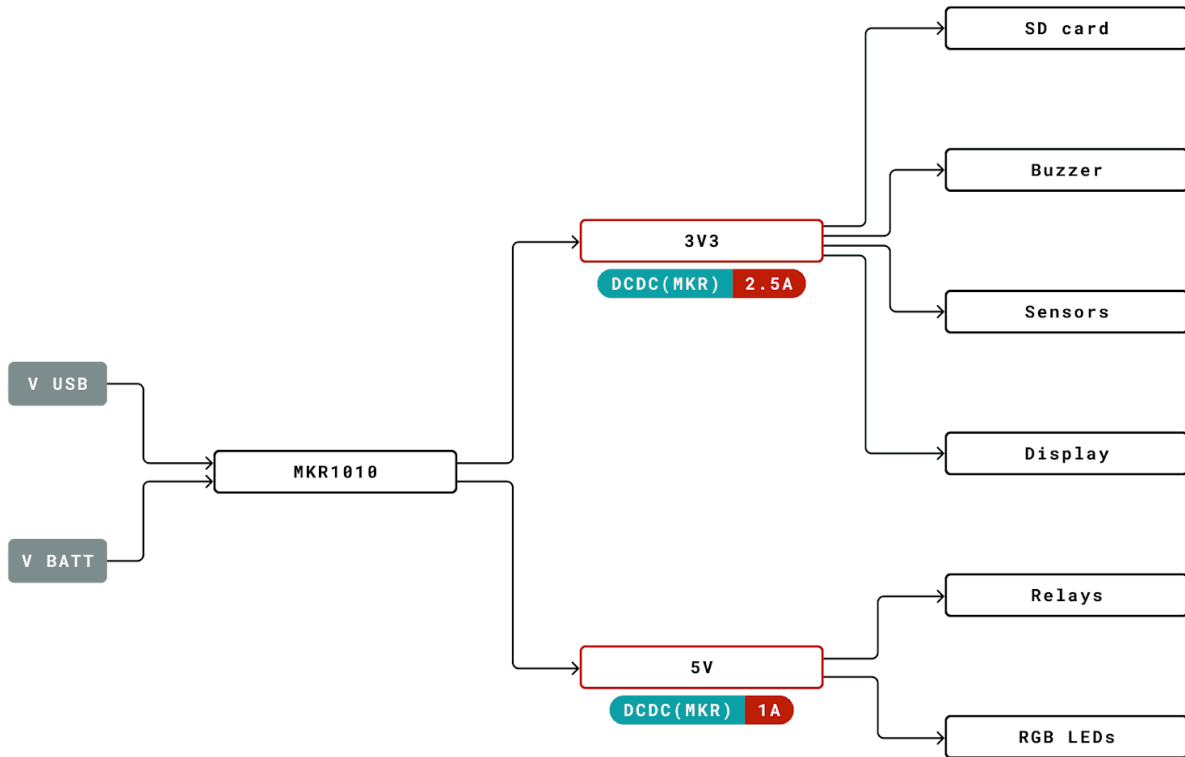 SD card
Buzzer
3V3
DCDC(MKR) 2.5A
Sensors
V USB
Display
MKR1010
V BATT
Relays
5V
DCDC(MKR) 1A
RGB LEDs